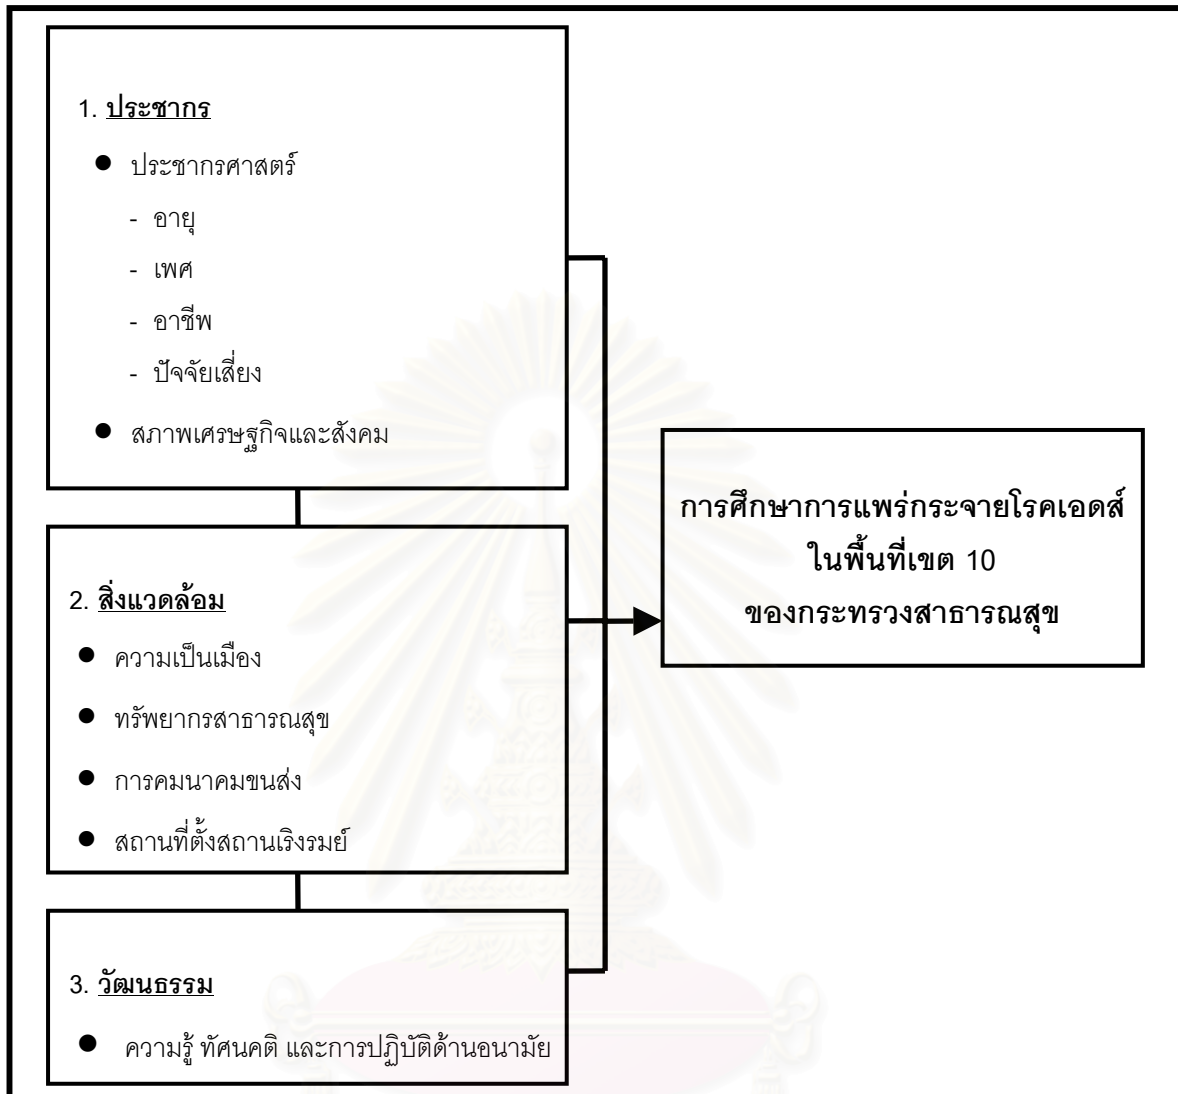 1. ประชากร
● ประชากรศาสตร์
- อายุ
- เพศ
- อาชีพ
- ปัจจัยเสี่ยง
● สภาพเศรษฐกิจและสังคม
2. สิ่งแวดล้อม
● ความเป็นเมือง
● ทรัพยากรสาธารณสุข
● การคมนาคมขนส่ง
● สถานที่ตั้งสถานเริงรมย์
3. วัฒนธรรม
● ความรู้ ทัศนคติ และการปฏิบัติด้านอนามัย
การศึกษาการแพร่กระจายโรคเอดส์
ในพื้นที่เขต 10
ของกระทรวงสาธารณสุข